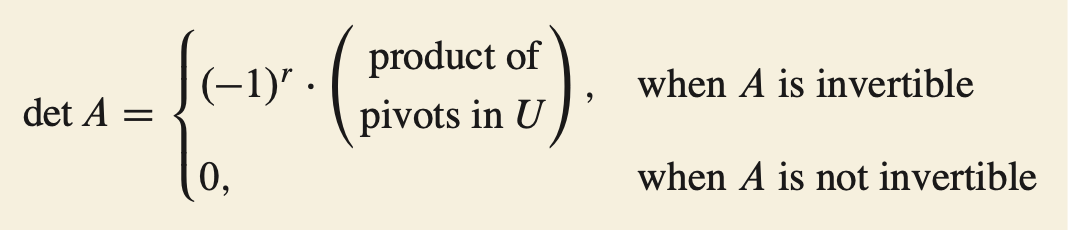 det A = { (−1)^r · ( product of pivots in U ), when A is invertible
0, when A is not invertible